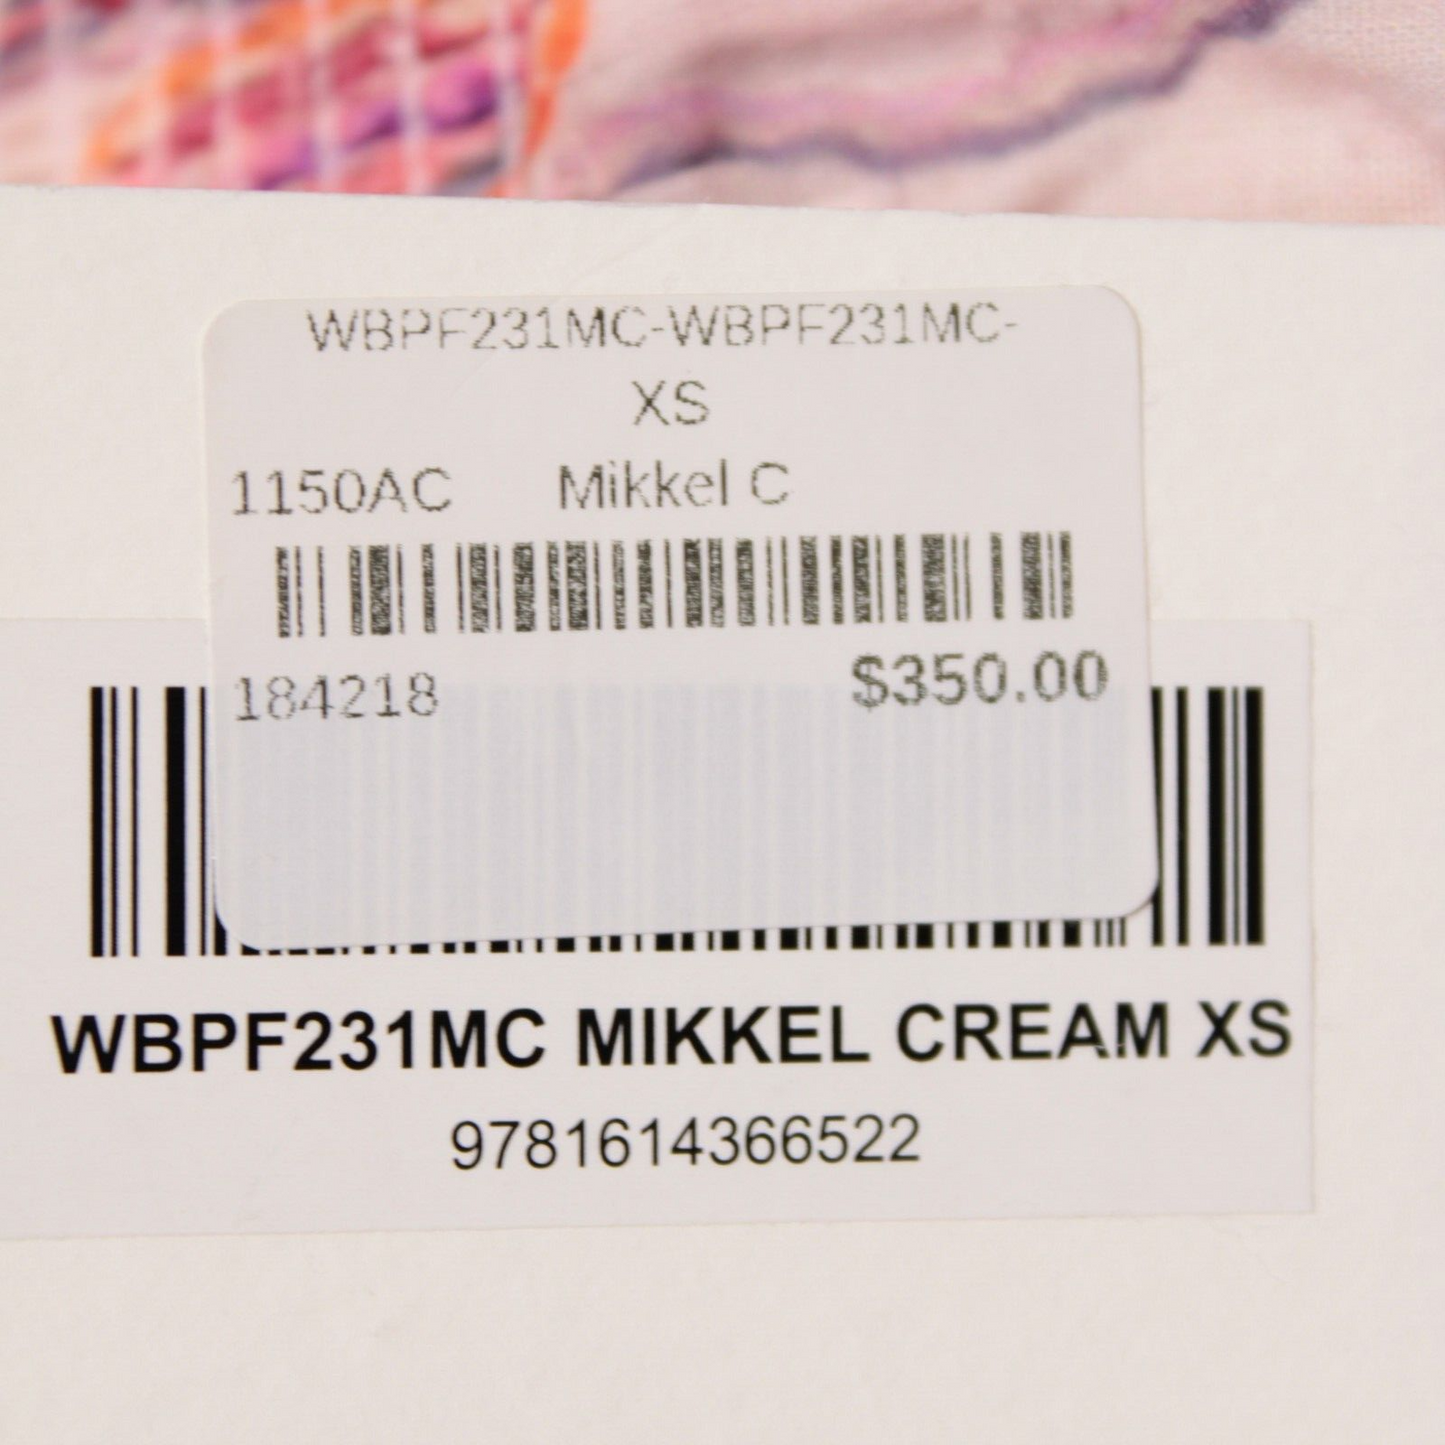 WBPF231MC-WBPF231MC-
XS
1150AC Mikkel C
184218 $350.00
WBPF231MC MIKKEL CREAM XS
9781614366522